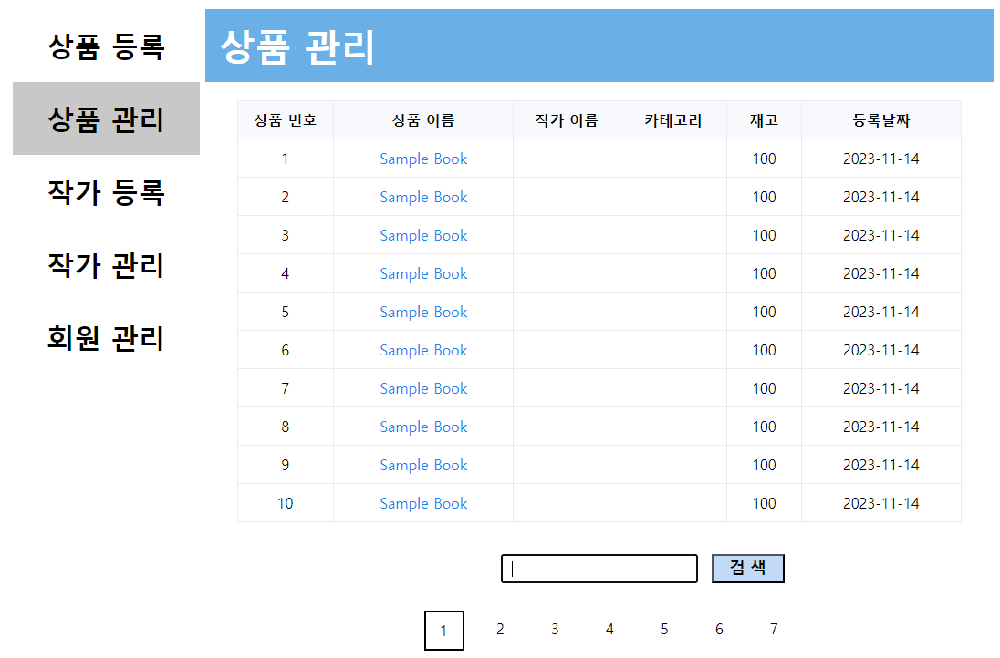 상품 등록
상품 관리
작가 등록
작가 관리
회원 관리
상품 관리
상품 번호 상품 이름 작가 이름 카테고리 재고 등록날짜
1 Sample Book 100 2023-11-14
2 Sample Book 100 2023-11-14
3 Sample Book 100 2023-11-14
4 Sample Book 100 2023-11-14
5 Sample Book 100 2023-11-14
6 Sample Book 100 2023-11-14
7 Sample Book 100 2023-11-14
8 Sample Book 100 2023-11-14
9 Sample Book 100 2023-11-14
10 Sample Book 100 2023-11-14
검 색
1 2 3 4 5 6 7